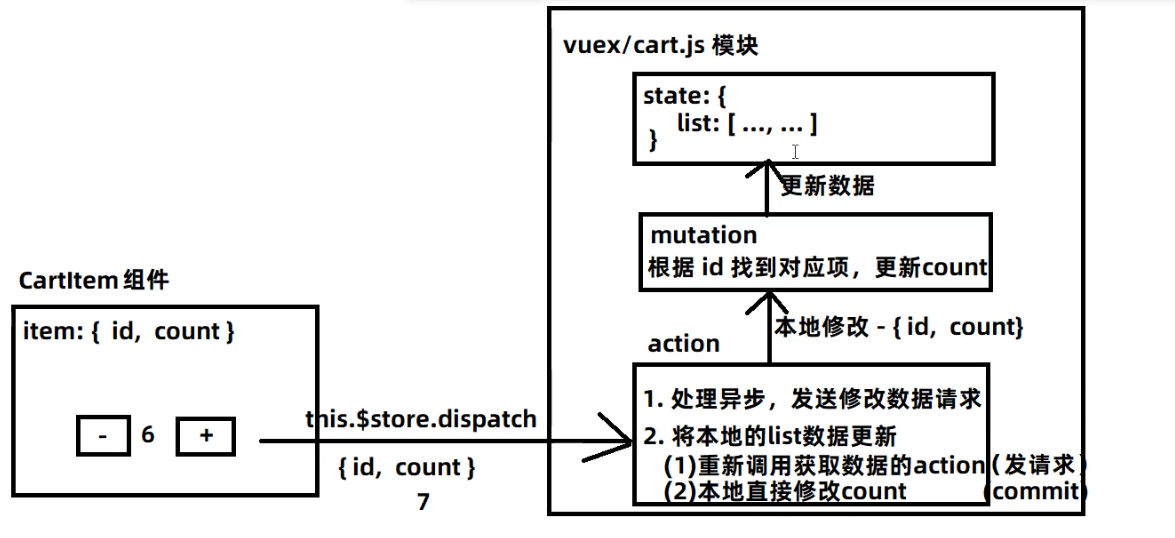 vuex/cart.js 模块
state: {
list: [ ..., ... ]
}
更新数据
mutation
根据 id 找到对应项，更新count
本地修改 - { id, count}
action
1. 处理异步，发送修改数据请求
2. 将本地的list数据更新
(1)重新调用获取数据的action (发请求)
(2)本地直接修改count (commit)
CartItem 组件
item: { id, count }
- 6 +
this.$store.dispatch
{ id, count }
7